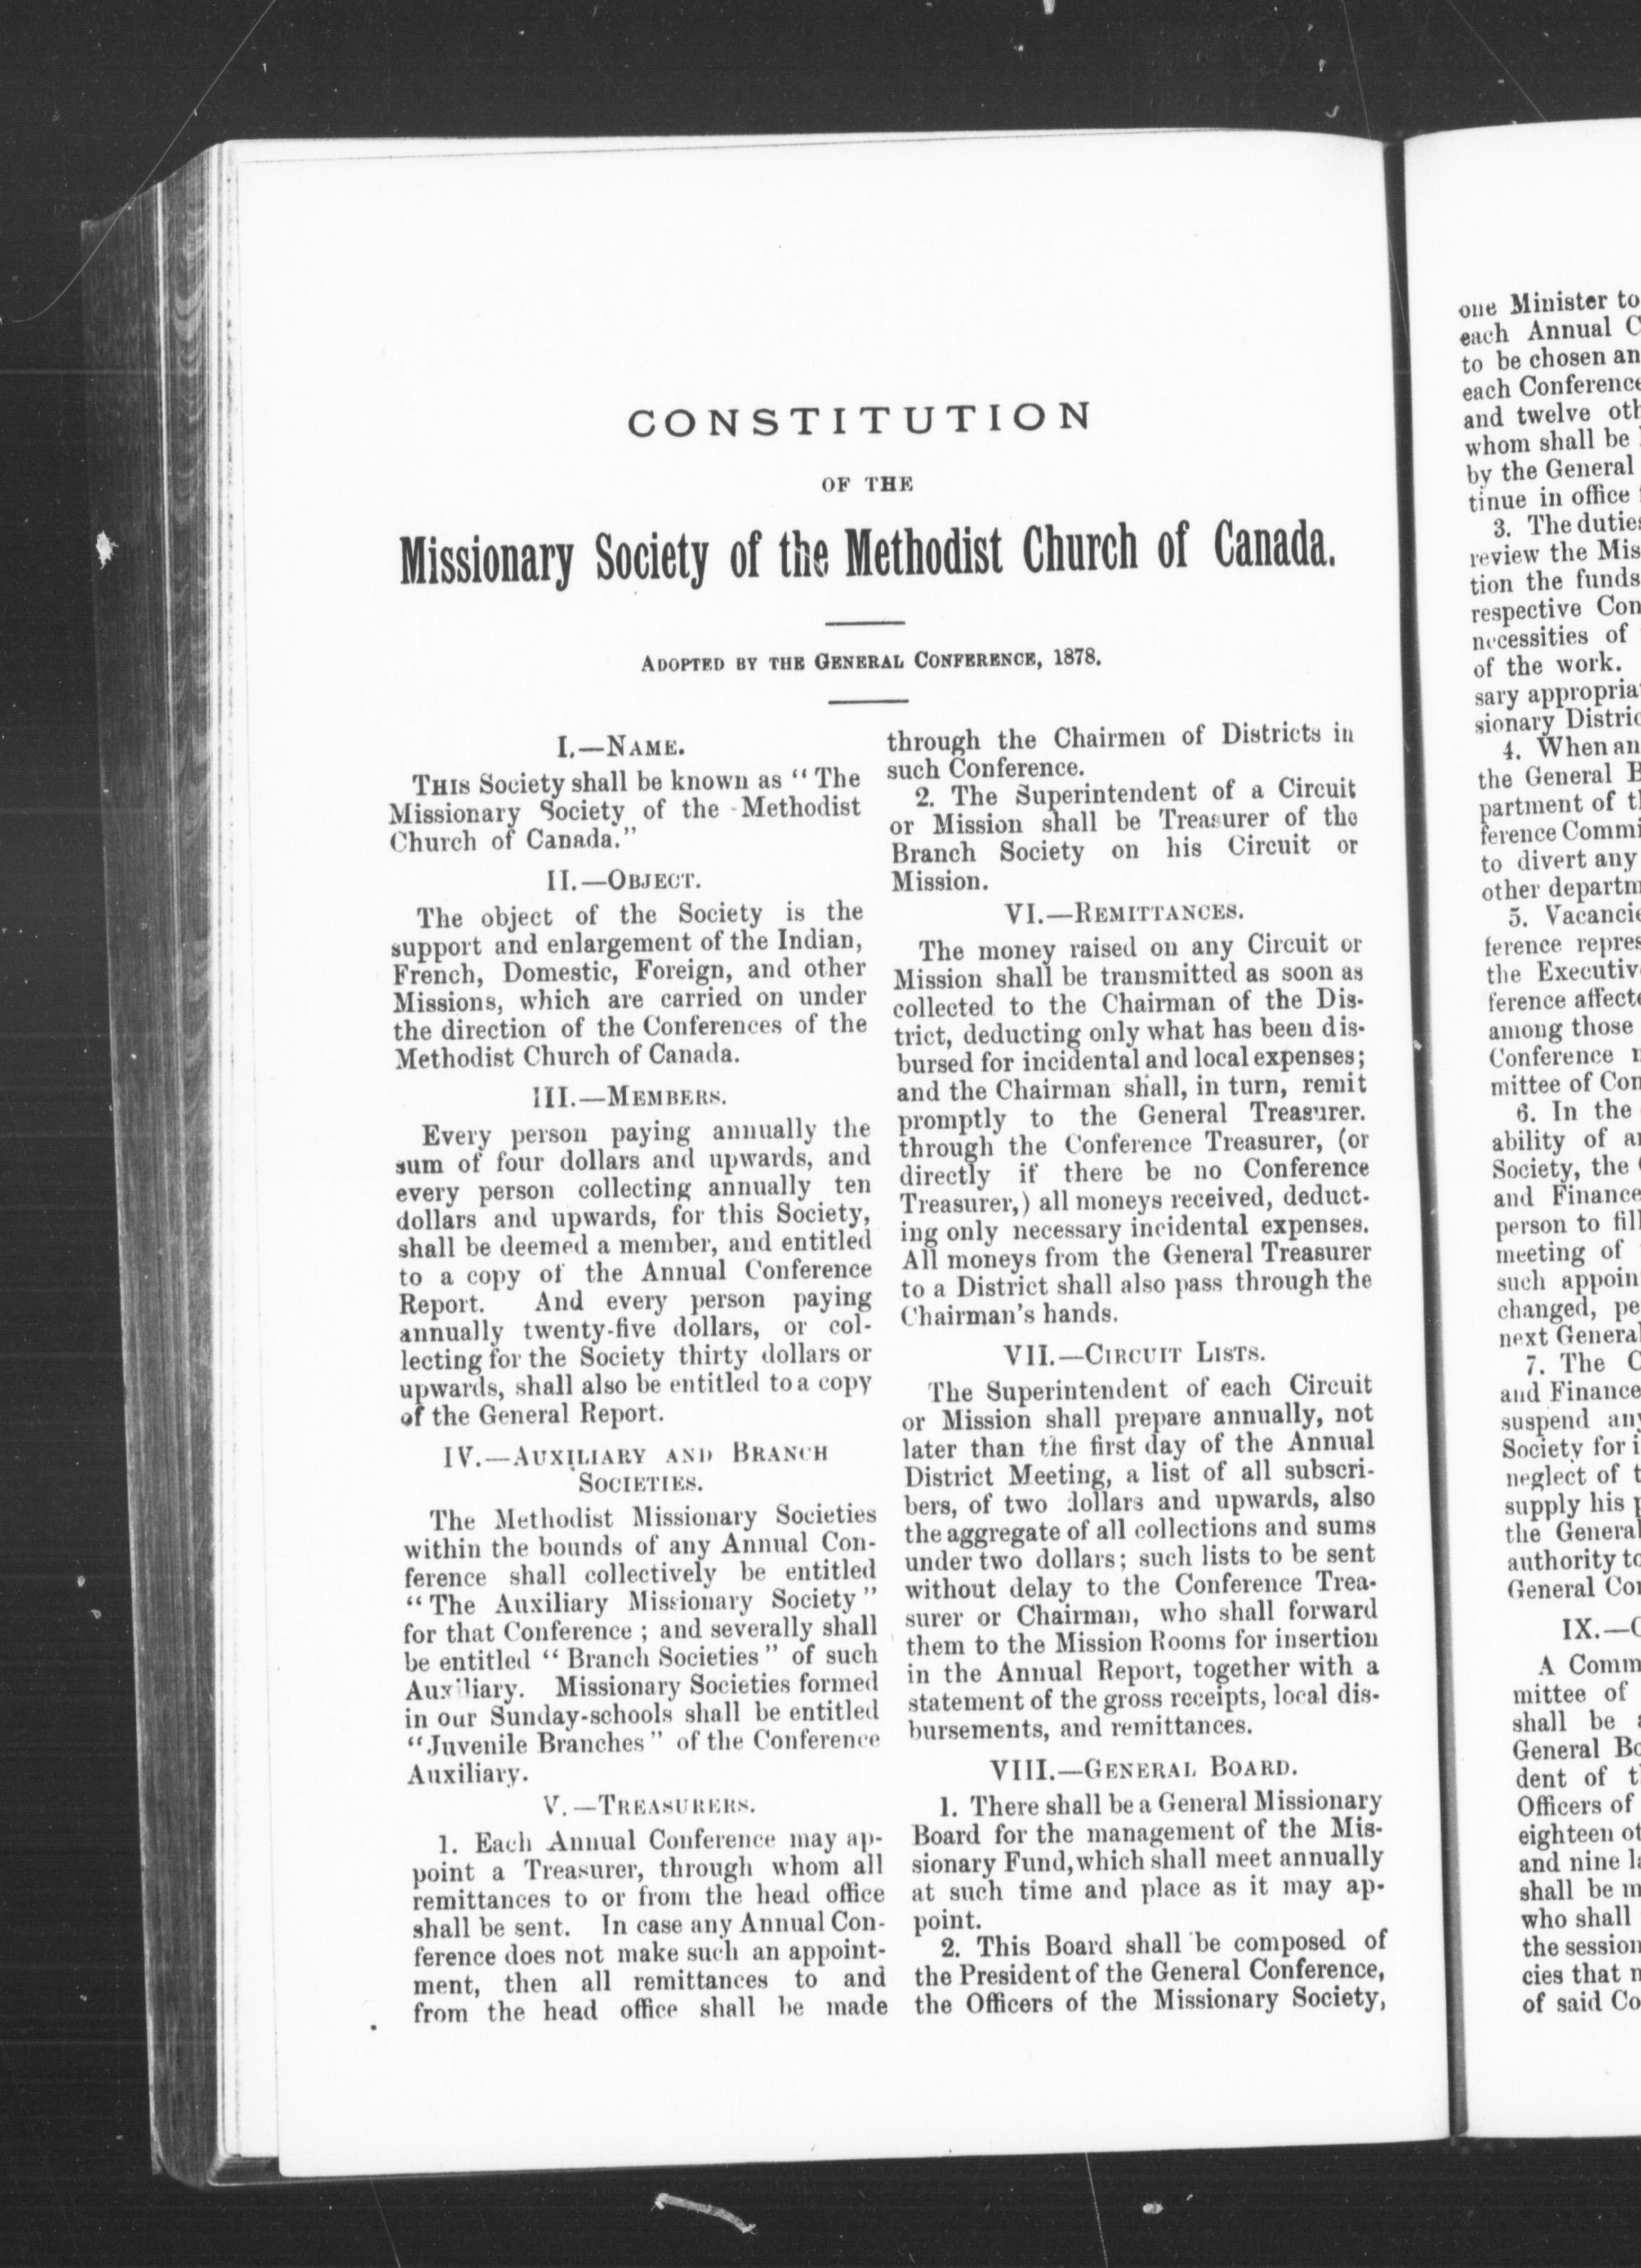 CONSTITUTION
OF THE
Missionary Society of the Methodist Church of Canada.
ADOPTED BY THE GENERAL CONFERENCE, 1878.
I.—NAME.
THIS Society shall be known as “The
Missionary Society of the Methodist
Church of Canada.”
II.—OBJECT.
The object of the Society is the
support and enlargement of the Indian,
French, Domestic, Foreign, and other
Missions, which are carried on under
the direction of the Conferences of the
Methodist Church of Canada.
III.—MEMBERS.
Every person paying annually the
sum of four dollars and upwards, and
every person collecting annually ten
dollars and upwards, for this Society,
shall be deemed a member, and entitled
to a copy of the Annual Conference
Report. And every person paying
annually twenty-five dollars, or col-
lecting for the Society thirty dollars or
upwards, shall also be entitled to a copy
of the General Report.
IV.—AUXILIARY AND BRANCH
SOCIETIES.
The Methodist Missionary Societies
within the bounds of any Annual Con-
ference shall collectively be entitled
“The Auxiliary Missionary Society”
for that Conference ; and severally shall
be entitled “Branch Societies” of such
Auxiliary. Missionary Societies formed
in our Sunday-schools shall be entitled
“Juvenile Branches” of the Conference
Auxiliary.
V.—TREASURERS.
1. Each Annual Conference may ap-
point a Treasurer, through whom all
remittances to or from the head office
shall be sent. In case any Annual Con-
ference does not make such an appoint-
ment, then all remittances to and
from the head office shall be made
through the Chairmen of Districts in
such Conference.
2. The Superintendent of a Circuit
or Mission shall be Treasurer of the
Branch Society on his Circuit or
Mission.
VI.—REMITTANCES.
The money raised on any Circuit or
Mission shall be transmitted as soon as
collected to the Chairman of the Dis-
trict, deducting only what has been dis-
bursed for incidental and local expenses;
and the Chairman shall, in turn, remit
promptly to the General Treasurer.
through the Conference Treasurer, (or
directly if there be no Conference
Treasurer,) all moneys received, deduct-
ing only necessary incidental expenses.
All moneys from the General Treasurer
to a District shall also pass through the
Chairman's hands.
VII.—CIRCUIT LISTS.
The Superintendent of each Circuit
or Mission shall prepare annually, not
later than the first day of the Annual
District Meeting, a list of all subscri-
bers, of two dollars and upwards, also
the aggregate of all collections and sums
under two dollars; such lists to be sent
without delay to the Conference Trea-
surer or Chairman, who shall forward
them to the Mission Rooms for insertion
in the Annual Report, together with a
statement of the gross receipts, local dis-
bursements, and remittances.
VIII.—GENERAL BOARD.
1. There shall be a General Missionary
Board for the management of the Mis-
sionary Fund, which shall meet annually
at such time and place as it may ap-
point.
2. This Board shall be composed of
the President of the General Conference,
the Officers of the Missionary Society,
one Minister to
each Annual C
to be chosen an
each Conference
and twelve oth
whom shall be
by the General
tinue in office
3. The duties
review the Mis
tion the funds
respective Con
necessities of
of the work.
sary appropria
sionary Distric
4. When an
the General B
partment of t
ference Commi
to divert any
other departm
5. Vacancie
ference repres
the Executiv
ference affecte
among those
Conference
mittee of Con
6. In the
ability of a
Society, the
and Finance
person to fill
meeting of
such appoin
changed, pe
next General
7. The C
and Finance
suspend any
Society for i
neglect of t
supply his
the General
authority to
General Con
IX.—C
A Comm
mittee of
shall be
General Bo
dent of t
Officers of
eighteen ot
and nine l
shall be m
who shall
the session
cies that
of said Co